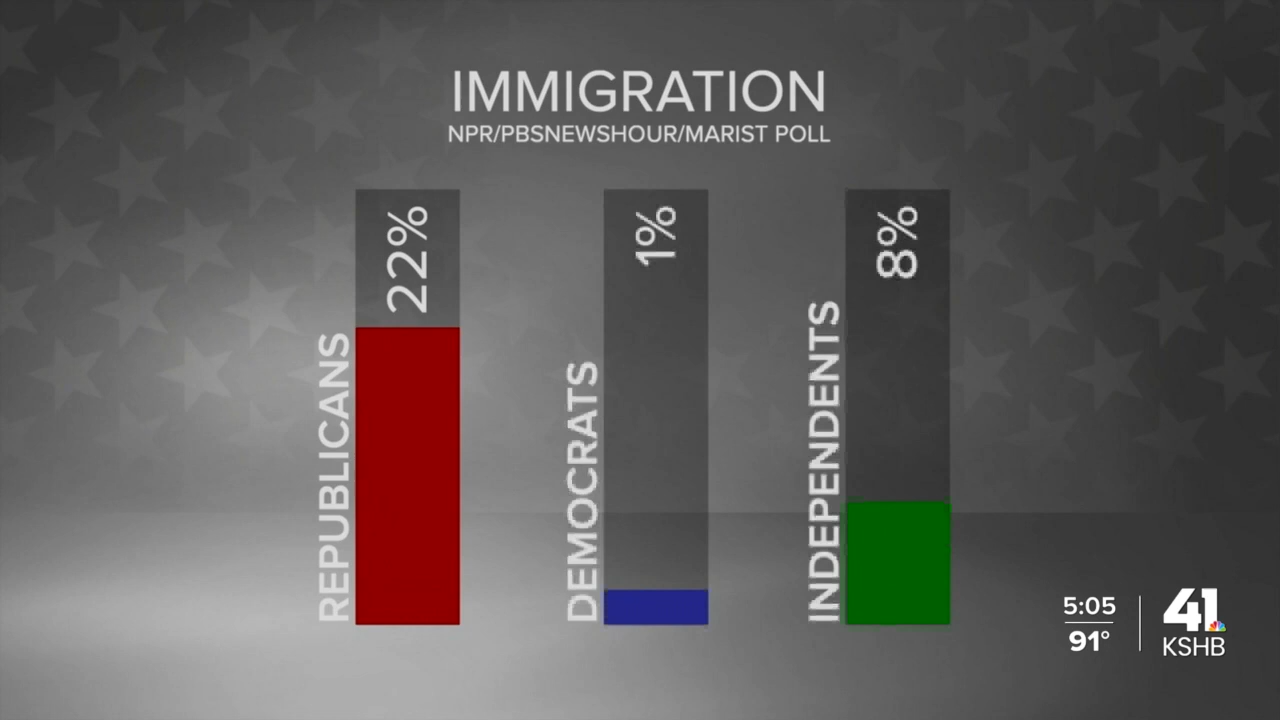 IMMIGRATION
NPR/PBSNEWSHOUR/MARIST POLL
REPUBLICANS
22%
DEMOCRATS
1%
INDEPENDENTS
8%
5:05
91°
41
KSHB